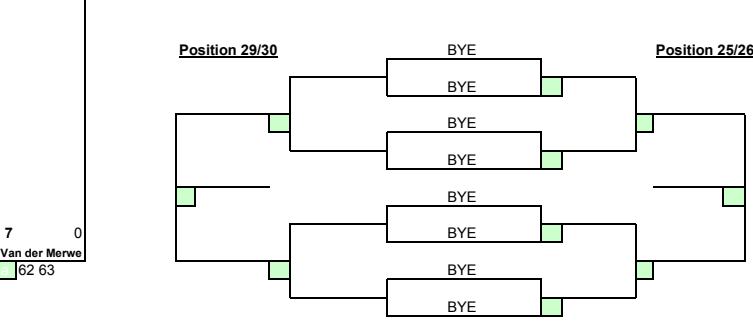 Position 29/30
BYE
Position 25/26
BYE
BYE
BYE
BYE
7 0
BYE
Van der Merwe
62 63
BYE
BYE